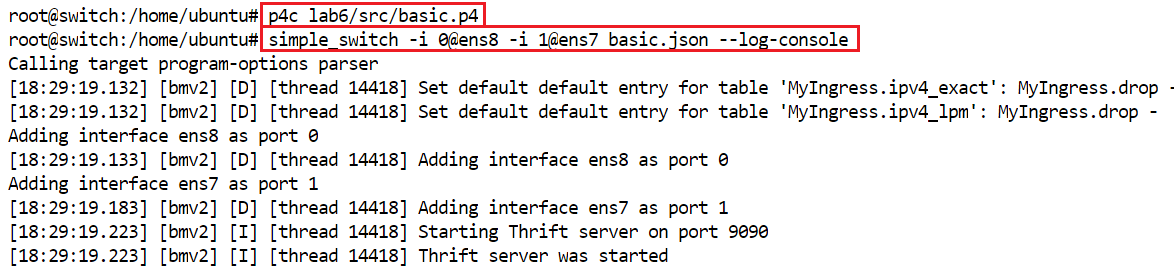 root@switch:/home/ubuntu# p4c lab6/src/basic.p4
root@switch:/home/ubuntu# simple_switch -i 0@ens8 -i 1@ens7 basic.json --log-console
Calling target program-options parser
[18:29:19.132] [bmv2] [D] [thread 14418] Set default default entry for table 'MyIngress.ipv4_exact': MyIngress.drop -
[18:29:19.132] [bmv2] [D] [thread 14418] Set default default entry for table 'MyIngress.ipv4_lpm': MyIngress.drop -
Adding interface ens8 as port 0
[18:29:19.133] [bmv2] [D] [thread 14418] Adding interface ens8 as port 0
Adding interface ens7 as port 1
[18:29:19.183] [bmv2] [D] [thread 14418] Adding interface ens7 as port 1
[18:29:19.223] [bmv2] [I] [thread 14418] Starting Thrift server on port 9090
[18:29:19.223] [bmv2] [I] [thread 14418] Thrift server was started